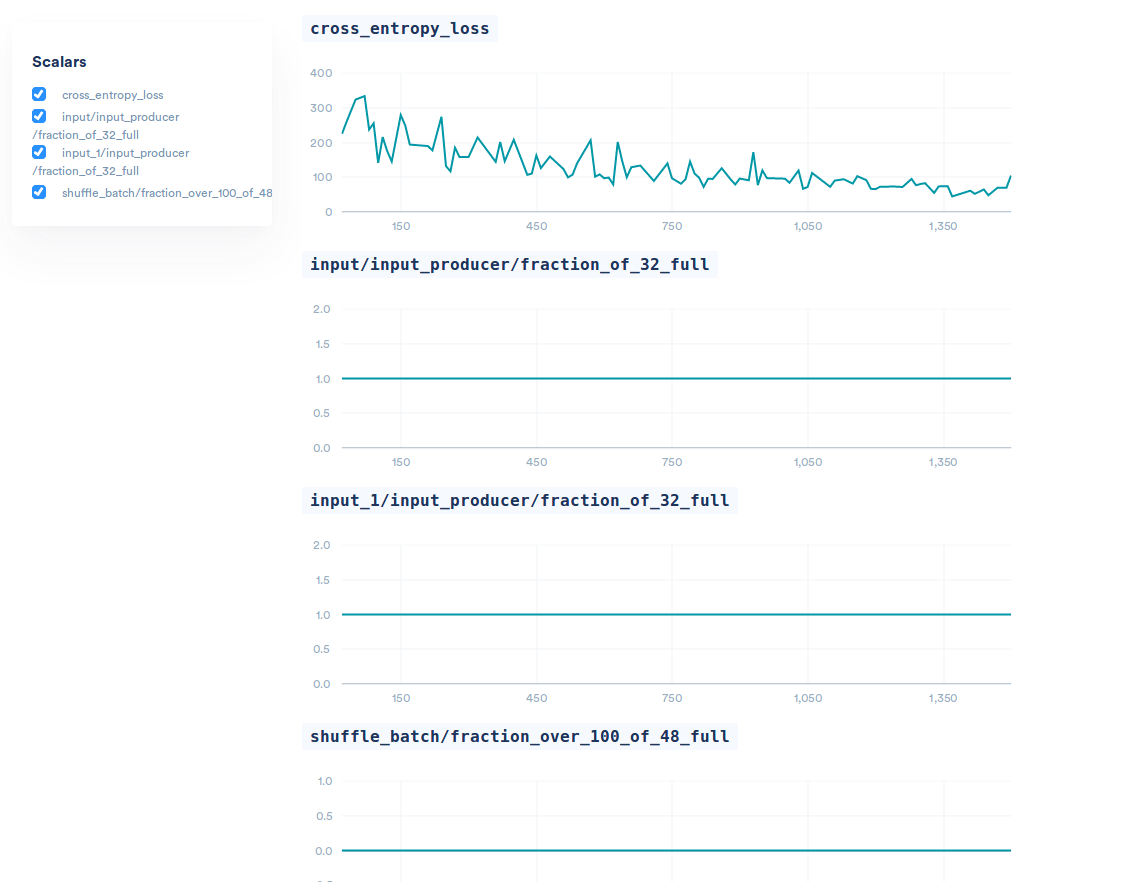 Scalars
cross_entropy_loss
input/input_producer
/fraction_of_32_full
input_1/input_producer
/fraction_of_32_full
shuffle_batch/fraction_over_100_of_48
cross_entropy_loss
400
300
200
100
0
150 450 750 1,050 1,350
input/input_producer/fraction_of_32_full
2.0
1.5
1.0
0.5
0.0
150 450 750 1,050 1,350
input_1/input_producer/fraction_of_32_full
2.0
1.5
1.0
0.5
0.0
150 450 750 1,050 1,350
shuffle_batch/fraction_over_100_of_48_full
1.0
0.5
0.0